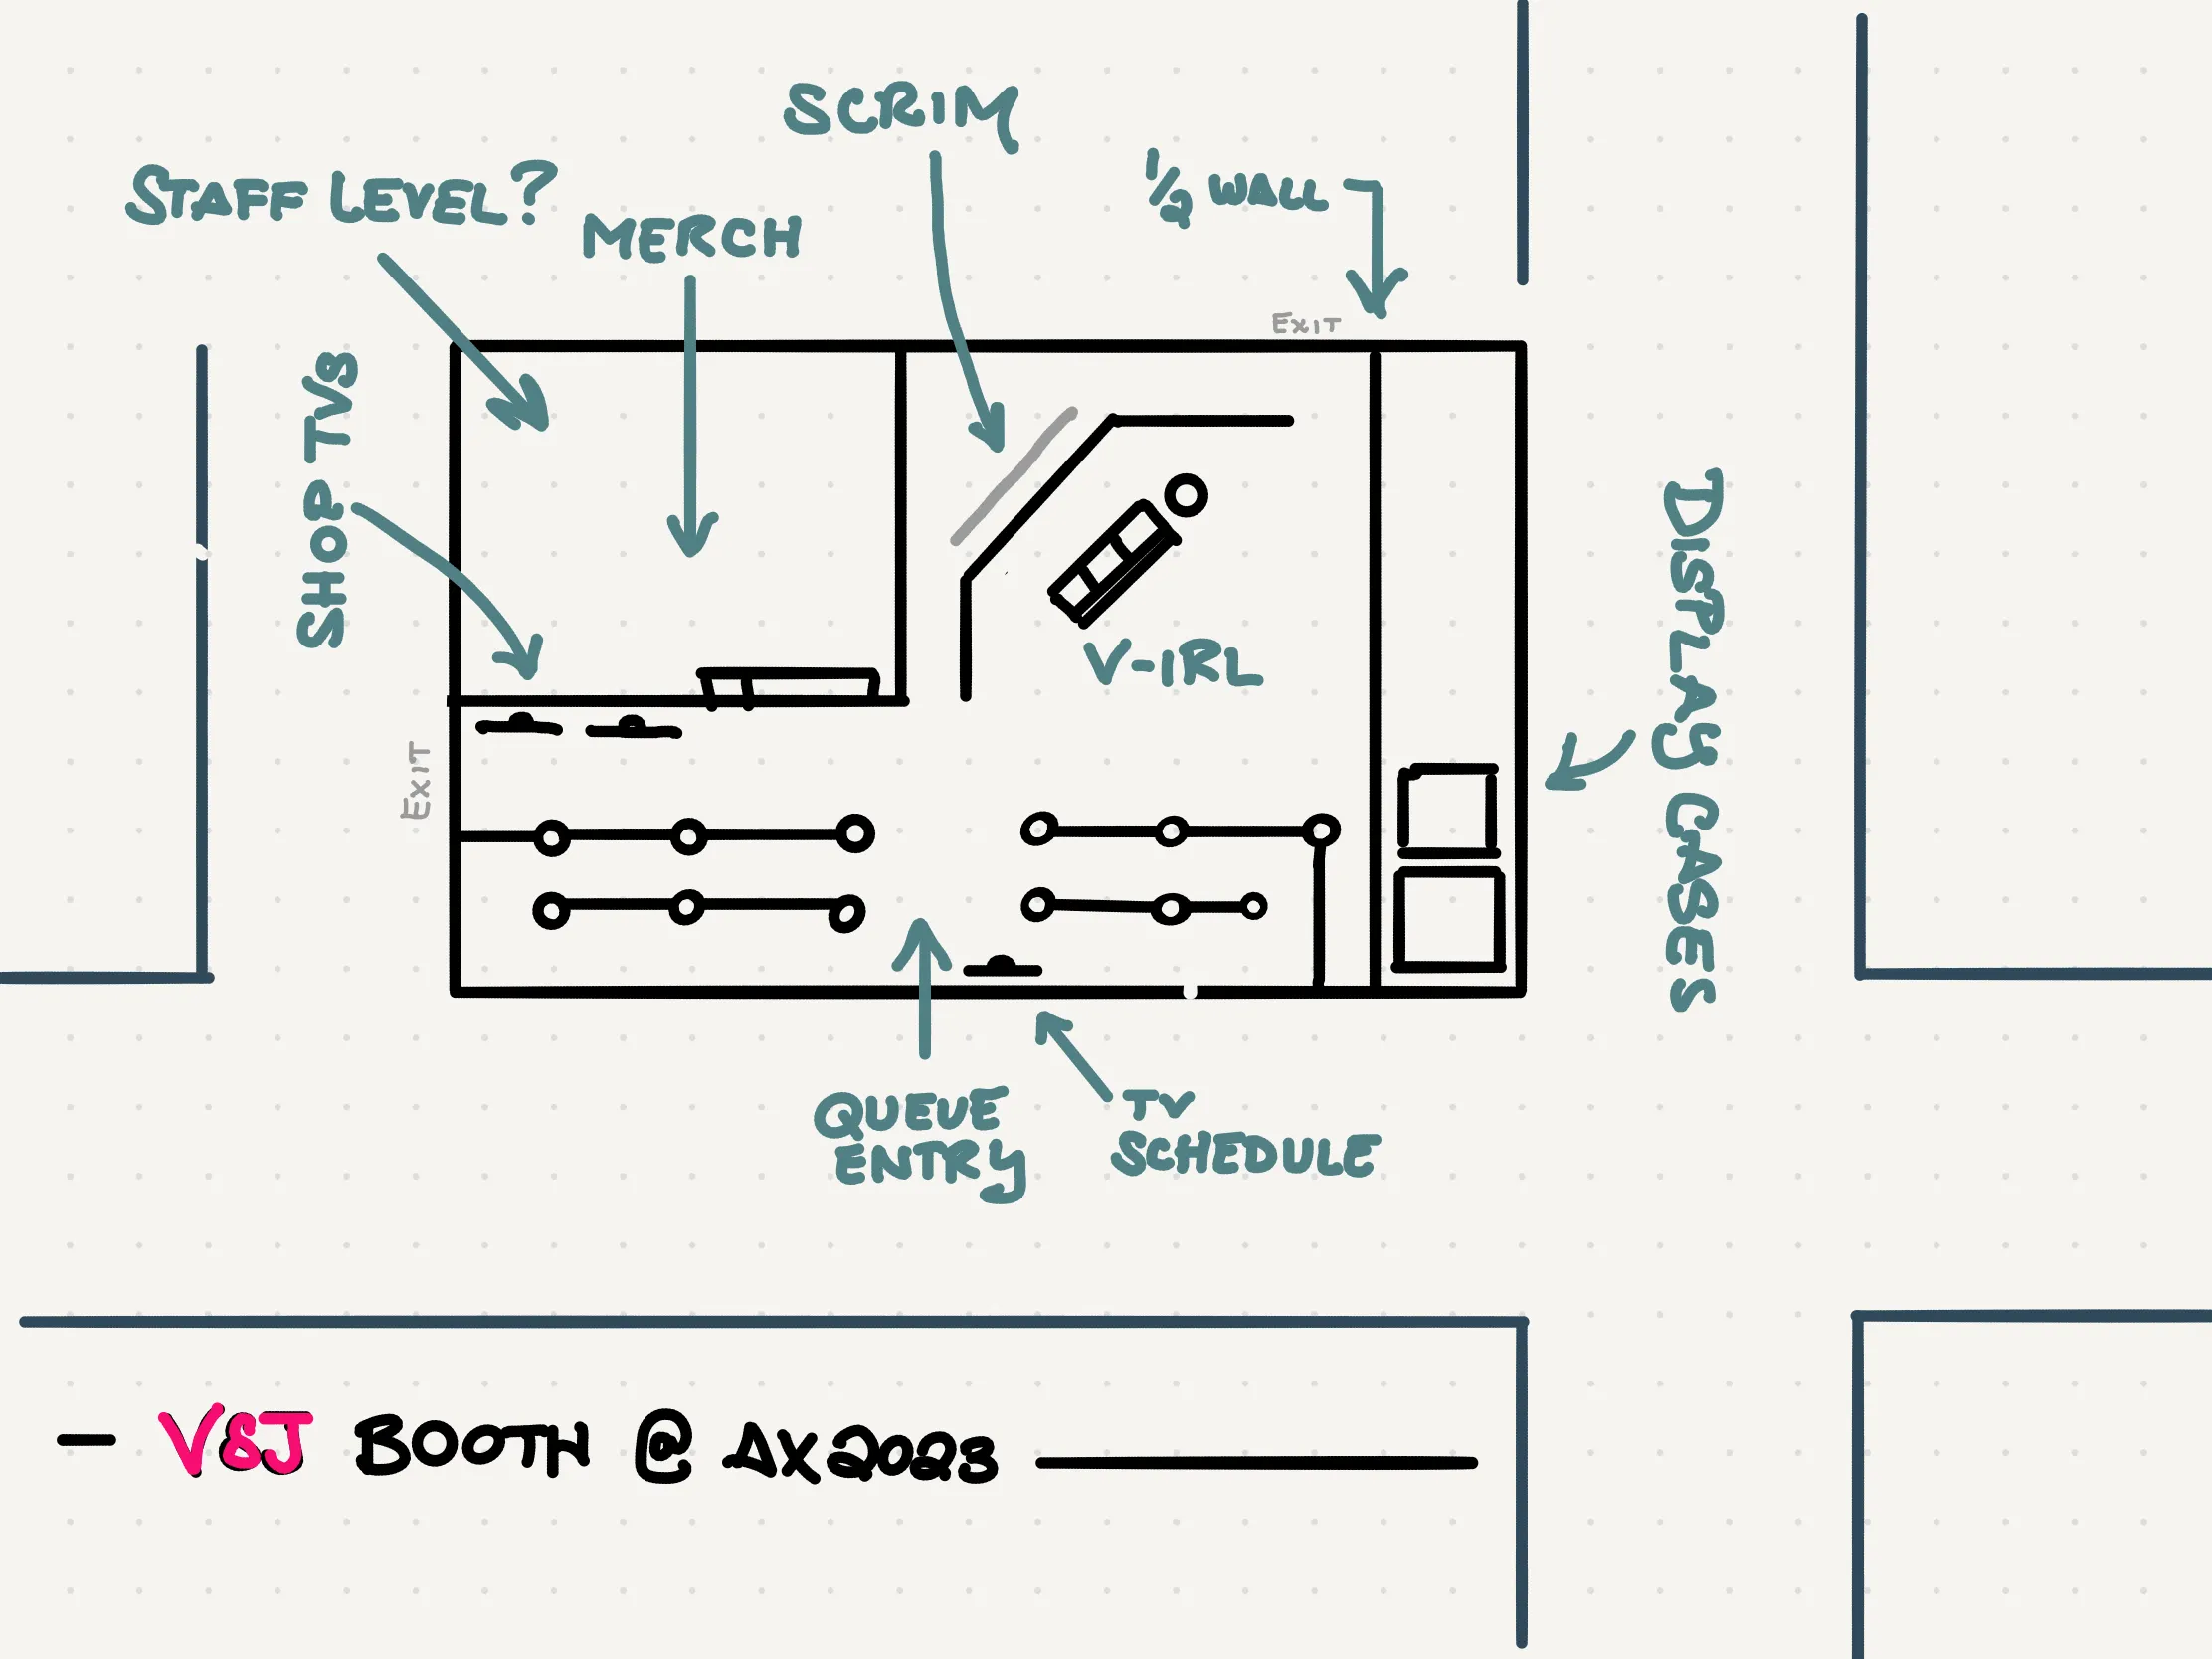 SCRIM
1/2 WALL
STAFF LEVEL?
MERCH
EXIT
SHOP TVS
DISPLAY CASES
V-IRL
EXIT
QUEUE
ENTRY
TV
SCHEDULE
— V&J BOOTH @ AX2023